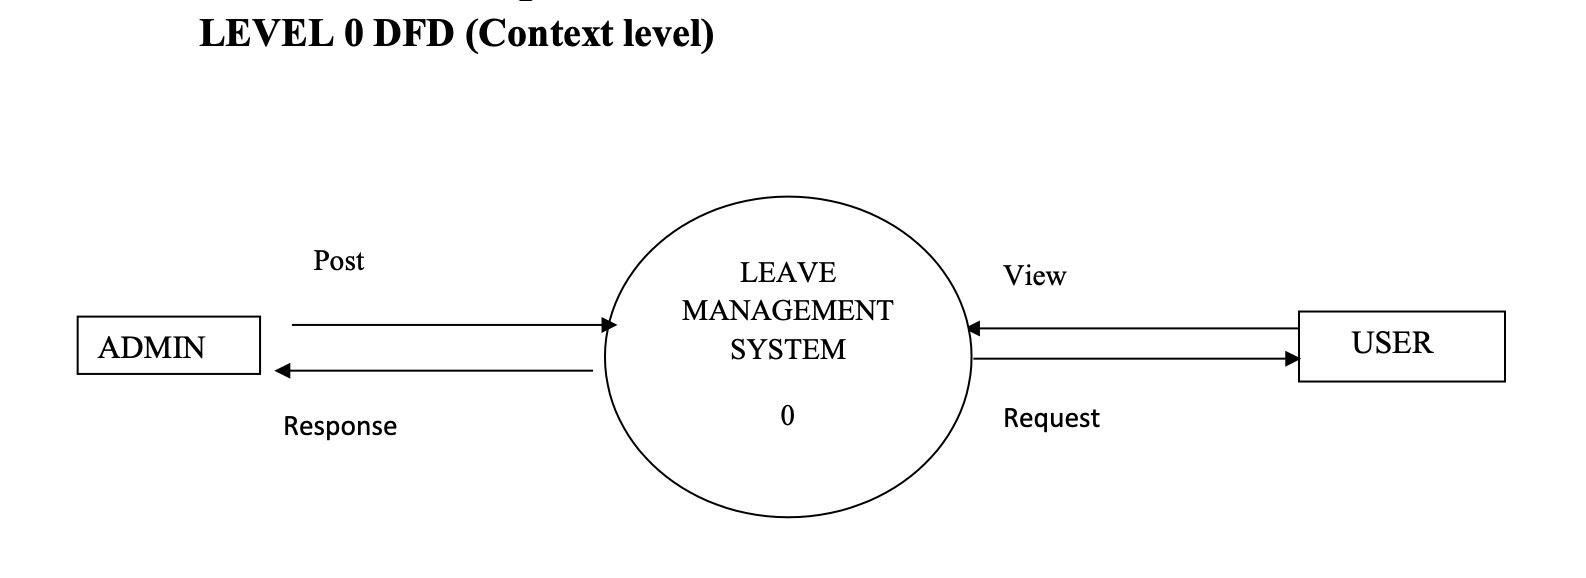 LEVEL 0 DFD (Context level)
Post
View
LEAVE
MANAGEMENT
SYSTEM
ADMIN
USER
0
Response
Request